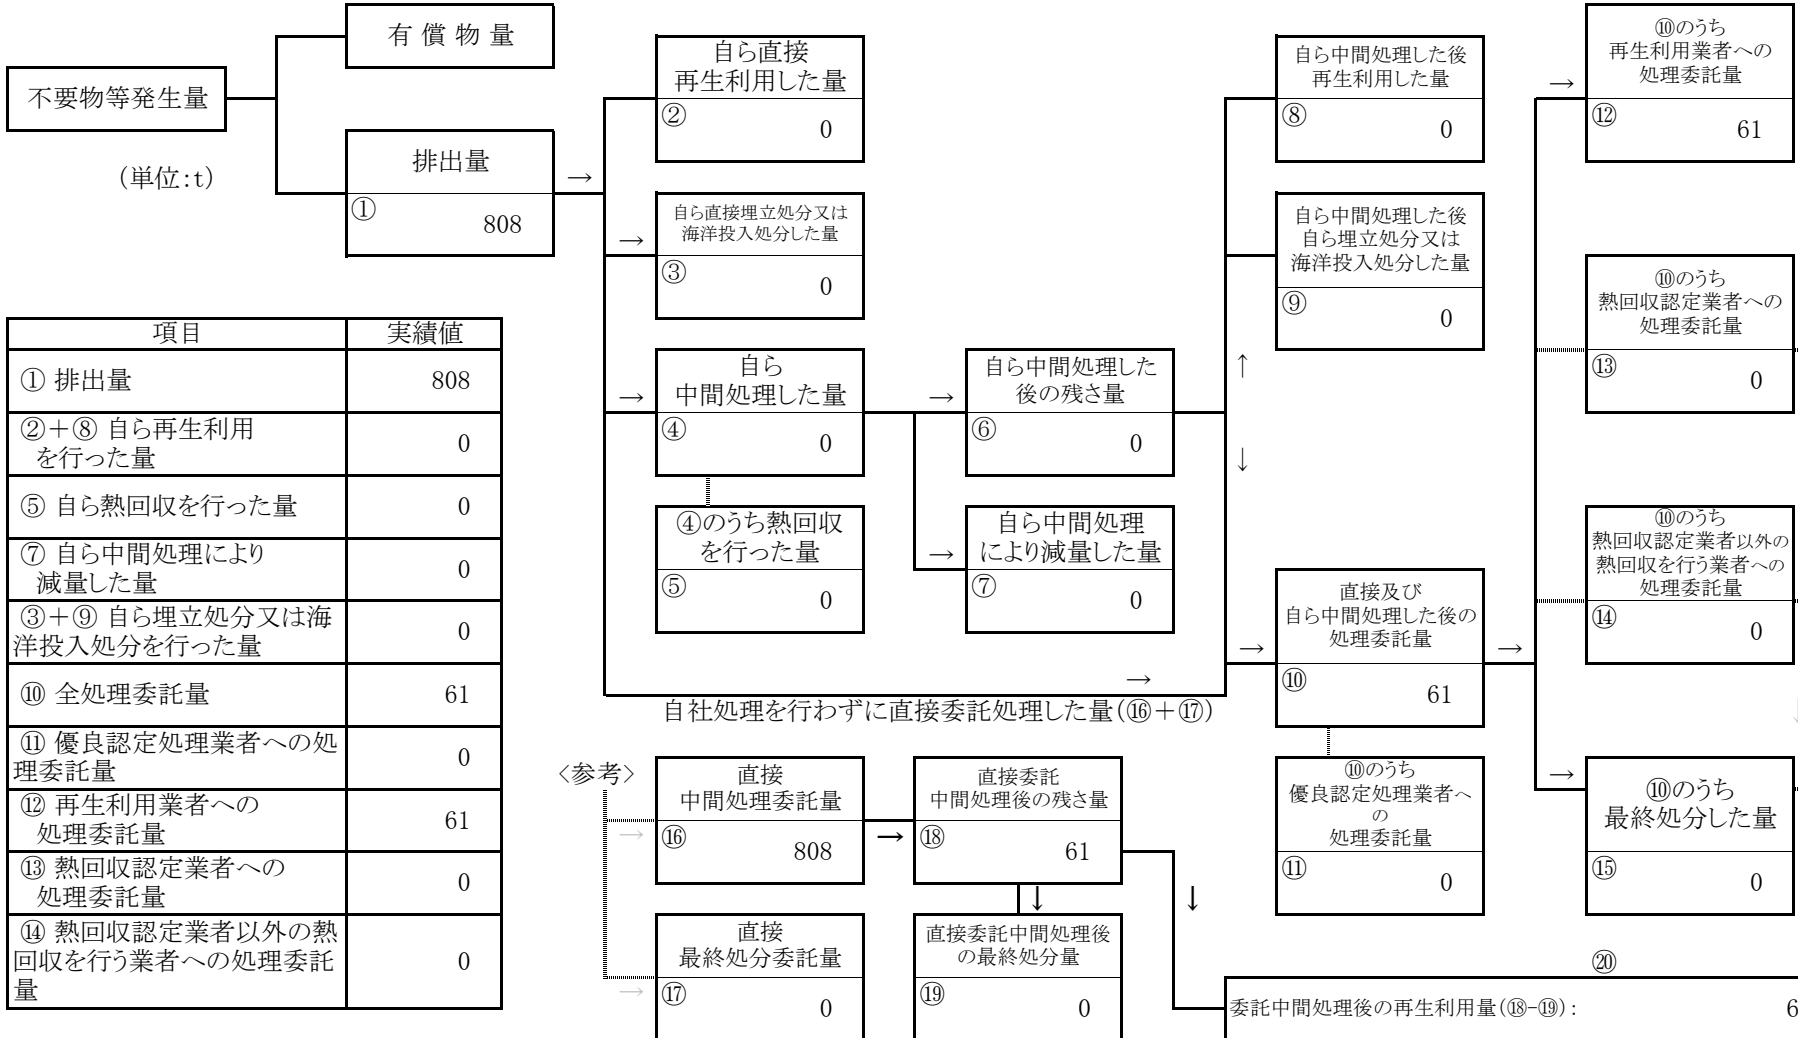 有 償 物 量
不要物等発生量
(単位:t)
排出量
①
808
→
自ら直接
再生利用した量
②
0
→
自ら直接埋立処分又は
海洋投入処分した量
③
0
→
自ら
中間処理した量
④
0
④のうち熱回収
を行った量
⑤
0
→
自ら中間処理した
後の残さ量
⑥
0
→
自ら中間処理
により減量した量
⑦
0
↑
↓
自ら中間処理した後
再生利用した量
⑧
0
自ら中間処理した後
自ら埋立処分又は
海洋投入処分した量
⑨
0
→
自社処理を行わずに直接委託処理した量(⑯+⑰)
→
直接及び
自ら中間処理した後の
処理委託量
⑩
61
→
⑩のうち
優良認定処理業者へ
の
処理委託量
⑪
0
→
⑩のうち
再生利用業者への
処理委託量
⑫
61
⑩のうち
熱回収認定業者への
処理委託量
⑬
0
⑩のうち
熱回収認定業者以外の
熱回収を行う業者への
処理委託量
⑭
0
→
⑩のうち
最終処分した量
⑮
0
項目 実績値
① 排出量 808
②+⑧ 自ら再生利用
を行った量 0
⑤ 自ら熱回収を行った量 0
⑦ 自ら中間処理により
減量した量 0
③+⑨ 自ら埋立処分又は海
洋投入処分を行った量 0
⑩ 全処理委託量 61
⑪ 優良認定処理業者への処
理委託量 0
⑫ 再生利用業者への
処理委託量 61
⑬ 熱回収認定業者への
処理委託量 0
⑭ 熱回収認定業者以外の熱
回収を行う業者への処理委託
量 0
<参考>
→
直接
中間処理委託量
⑯
808
→
直接委託
中間処理後の残さ量
⑱
61
↓
↓
→
直接
最終処分委託量
⑰
0
直接委託中間処理後
の最終処分量
⑲
0
⑳
委託中間処理後の再生利用量(⑱-⑲): 6